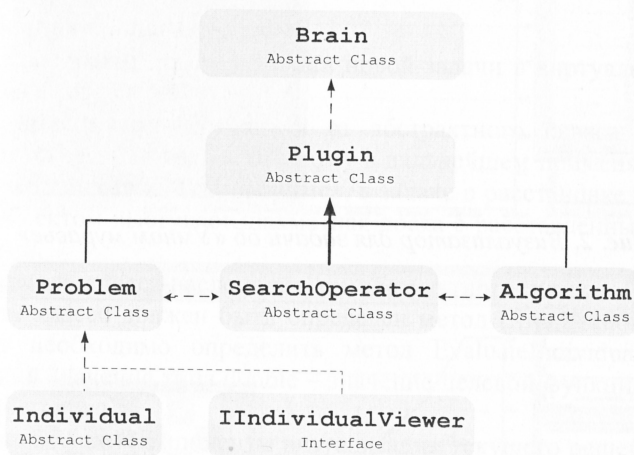 Brain
Abstract Class
Plugin
Abstract Class
Problem
Abstract Class
SearchOperator
Abstract Class
Algorithm
Abstract Class
Individual
Abstract Class
IIndividualViewer
Interface